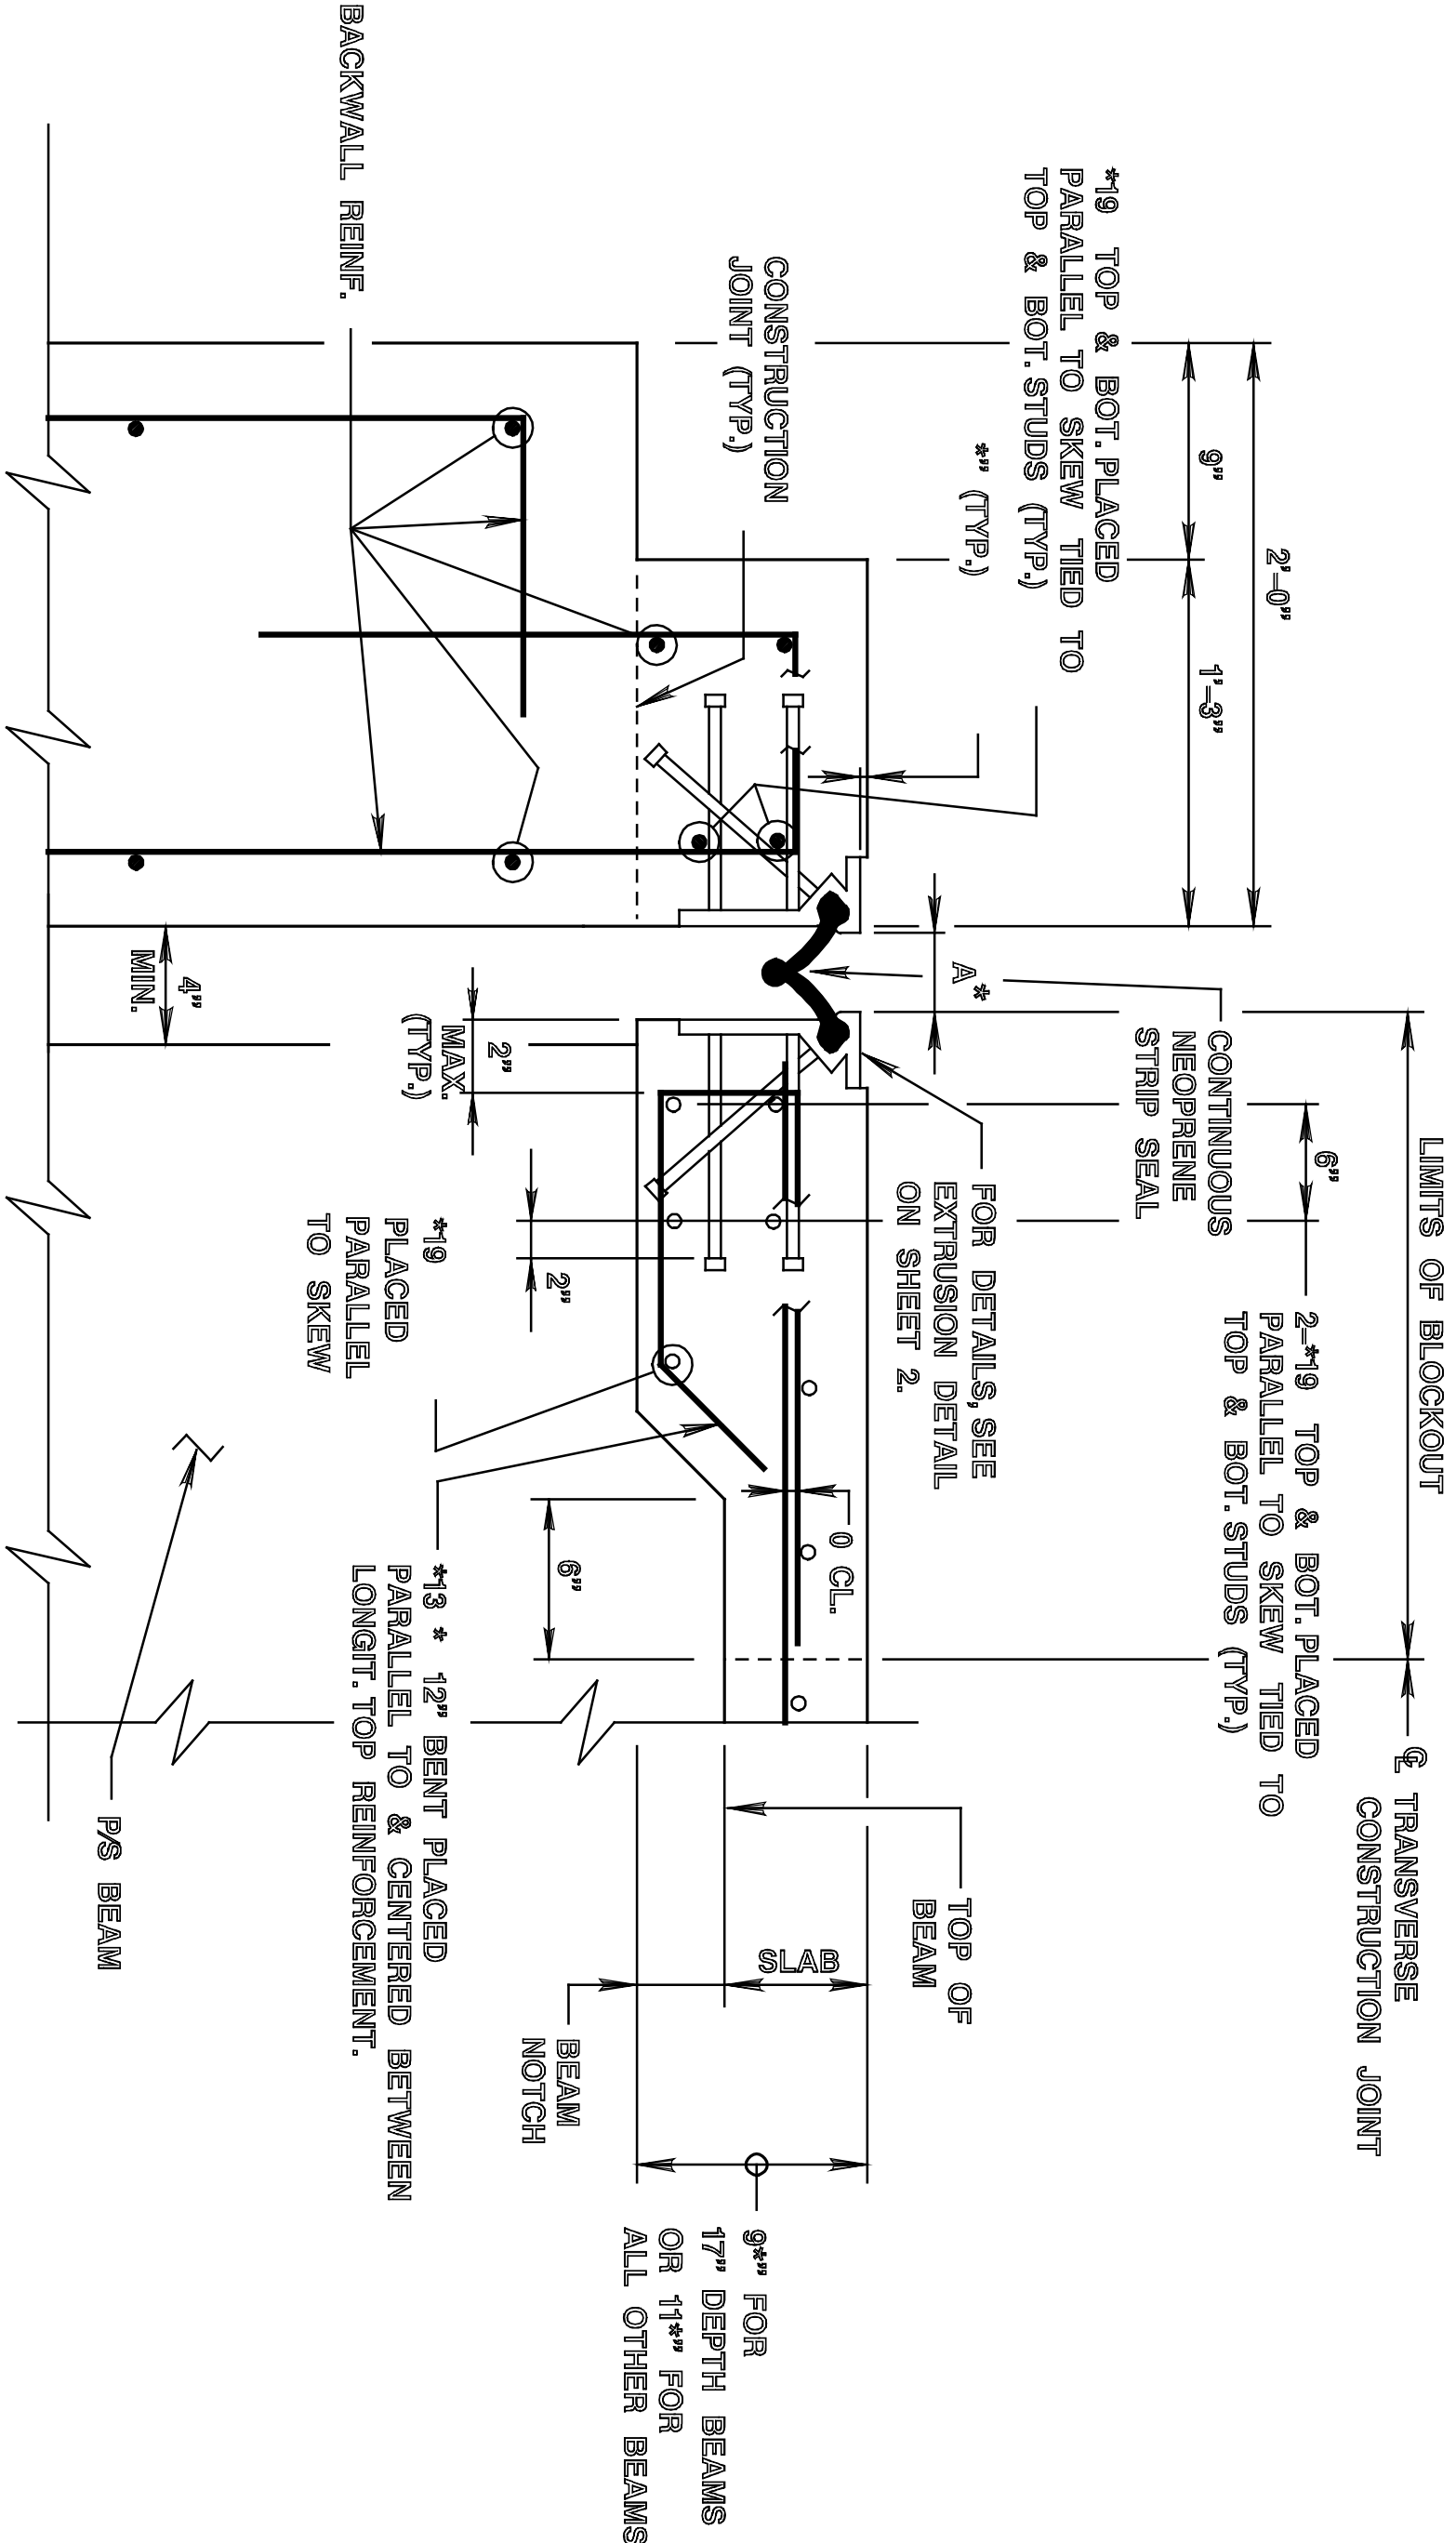 LIMITS OF BLOCKOUT
℄ TRANSVERSE
CONSTRUCTION JOINT
2'-0"
9"
1'-3"
6"
2-*19 TOP & BOT. PLACED
PARALLEL TO SKEW TIED TO
TOP & BOT. STUDS (TYP.)
*19 TOP & BOT. PLACED
PARALLEL TO SKEW TIED TO
TOP & BOT. STUDS (TYP.)
*" (TYP.)
CONTINUOUS
NEOPRENE
STRIP SEAL
A*
FOR DETAILS, SEE
EXTRUSION DETAIL
ON SHEET 2.
TOP OF
BEAM
CONSTRUCTION
JOINT (TYP.)
0 CL.
SLAB
9*" FOR
17" DEPTH BEAMS
OR 11*" FOR
ALL OTHER BEAMS
BEAM
NOTCH
2"
MAX.
(TYP.)
2"
6"
*19
PLACED
PARALLEL
TO SKEW
*13 * 12" BENT PLACED
PARALLEL TO & CENTERED BETWEEN
LONGIT. TOP REINFORCEMENT.
BACKWALL REINF.
4"
MIN.
P/S BEAM